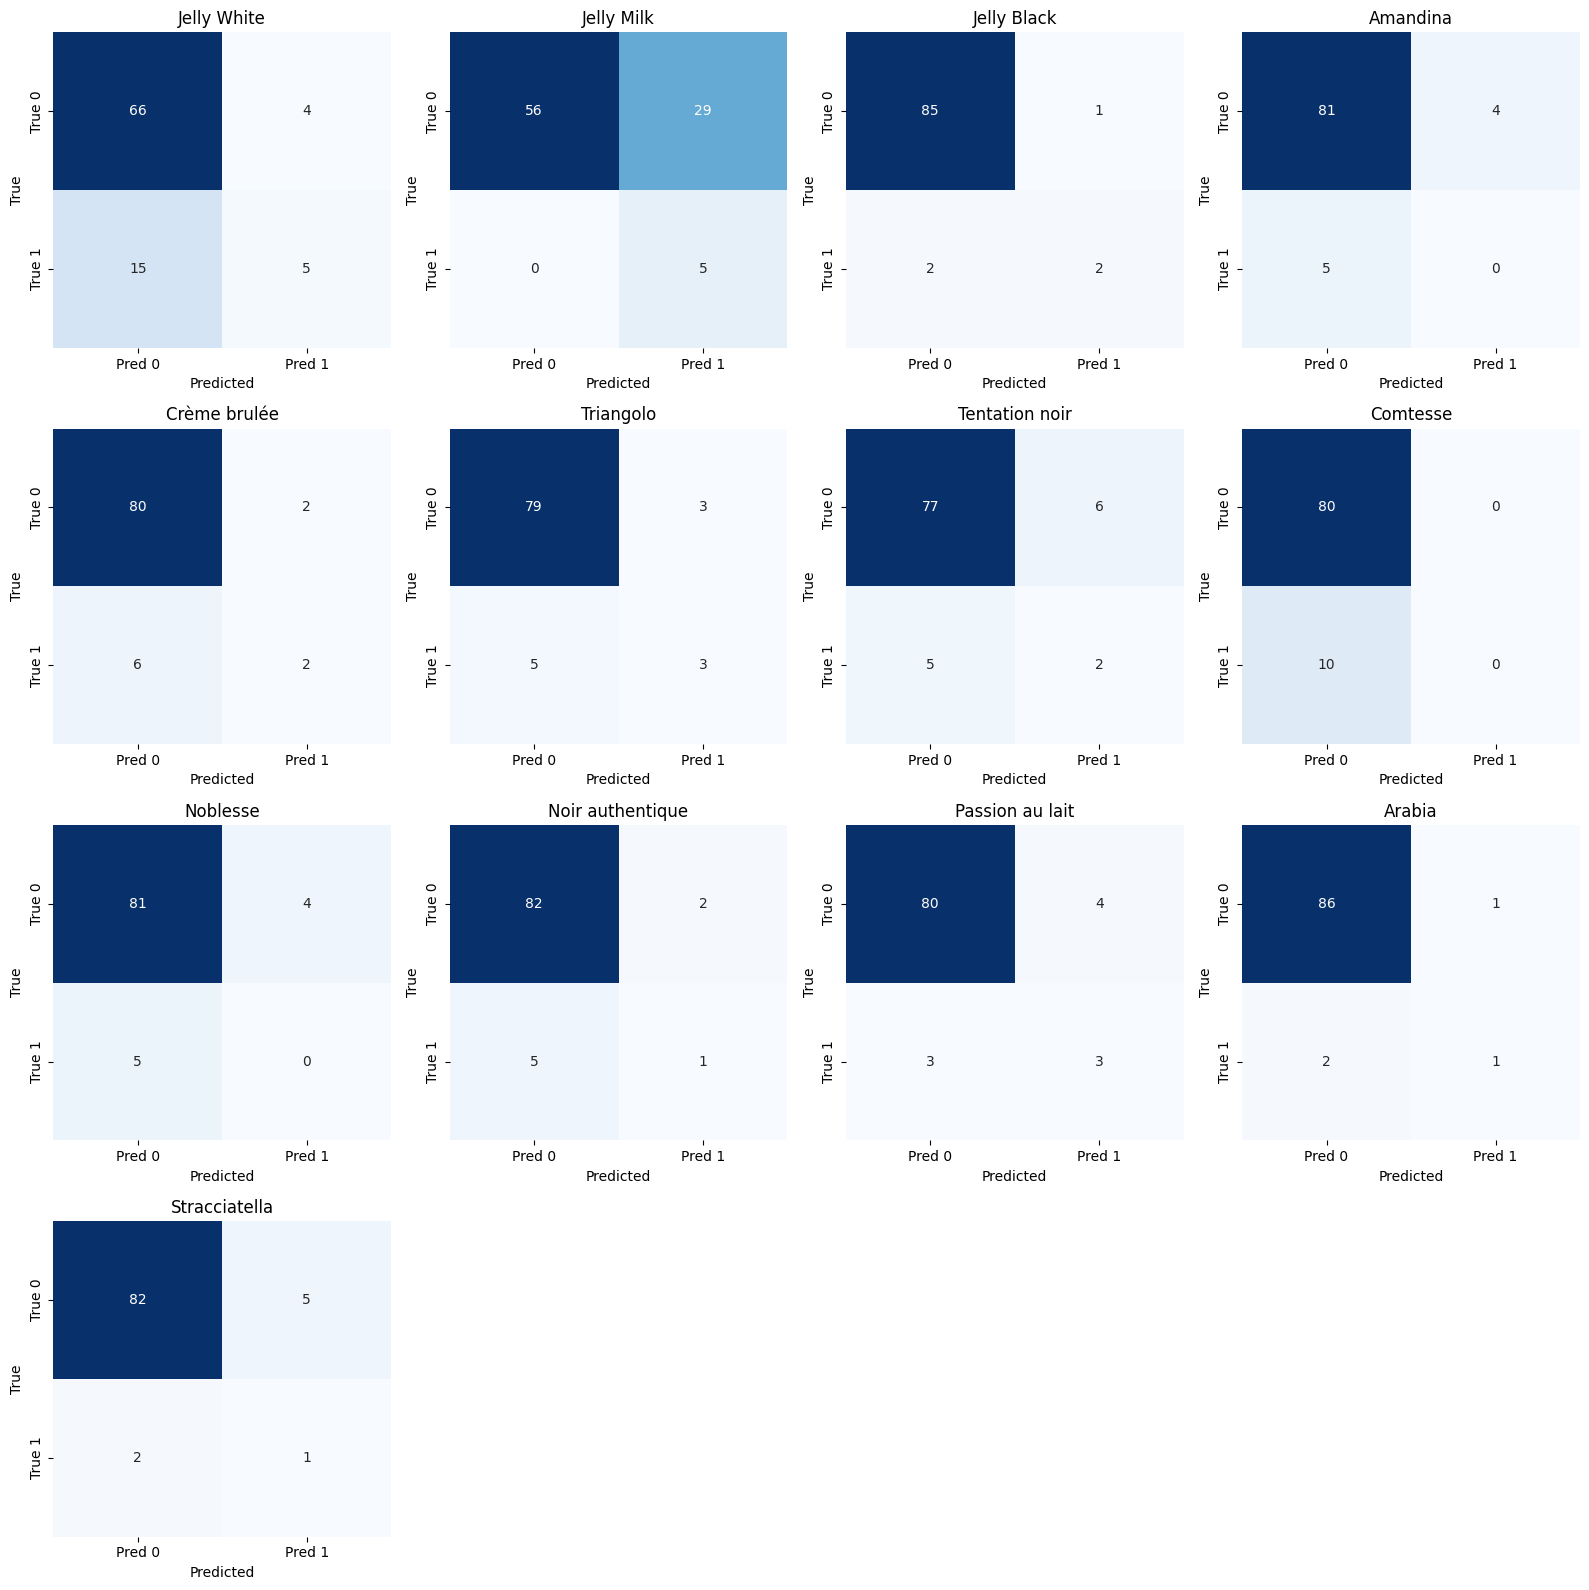 Jelly White
True
True 0
66
4
True 1
15
5
Pred 0
Pred 1
Predicted
Jelly Milk
True
True 0
56
29
True 1
0
5
Pred 0
Pred 1
Predicted
Jelly Black
True
True 0
85
1
True 1
2
2
Pred 0
Pred 1
Predicted
Amandina
True
True 0
81
4
True 1
5
0
Pred 0
Pred 1
Predicted
Crème brulée
True
True 0
80
2
True 1
6
2
Pred 0
Pred 1
Predicted
Triangolo
True
True 0
79
3
True 1
5
3
Pred 0
Pred 1
Predicted
Tentation noir
True
True 0
77
6
True 1
5
2
Pred 0
Pred 1
Predicted
Comtesse
True
True 0
80
0
True 1
10
0
Pred 0
Pred 1
Predicted
Noblesse
True
True 0
81
4
True 1
5
0
Pred 0
Pred 1
Predicted
Noir authentique
True
True 0
82
2
True 1
5
1
Pred 0
Pred 1
Predicted
Passion au lait
True
True 0
80
4
True 1
3
3
Pred 0
Pred 1
Predicted
Arabia
True
True 0
86
1
True 1
2
1
Pred 0
Pred 1
Predicted
Stracciatella
True
True 0
82
5
True 1
2
1
Pred 0
Pred 1
Predicted